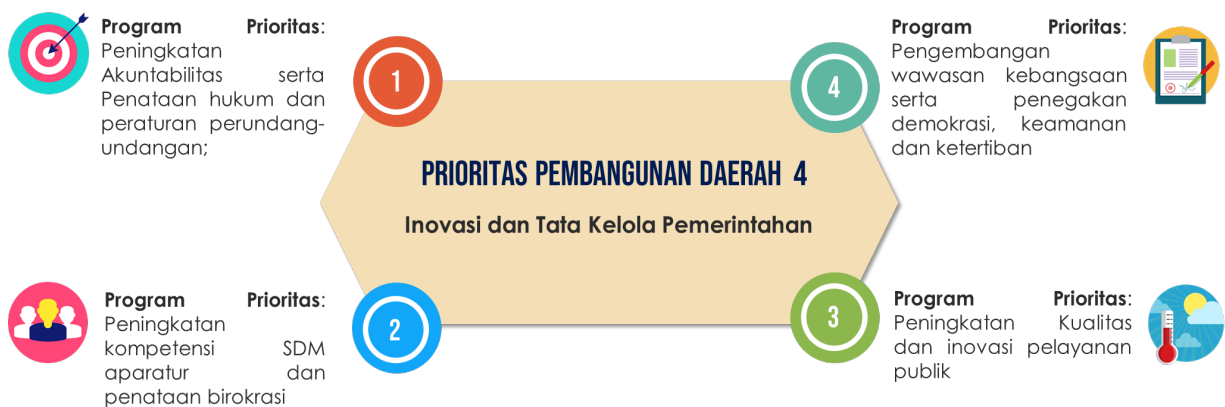 Program Prioritas:
Peningkatan
Akuntabilitas serta
Penataan hukum dan
peraturan perundang-
undangan;
1
Program Prioritas:
Peningkatan
kompetensi SDM
aparatur dan
penataan birokrasi
2
PRIORITAS PEMBANGUNAN DAERAH 4
Inovasi dan Tata Kelola Pemerintahan
3
Program Prioritas:
Peningkatan Kualitas
dan inovasi pelayanan
publik
4
Program Prioritas:
Pengembangan
wawasan kebangsaan
serta penegakan
demokrasi, keamanan
dan ketertiban